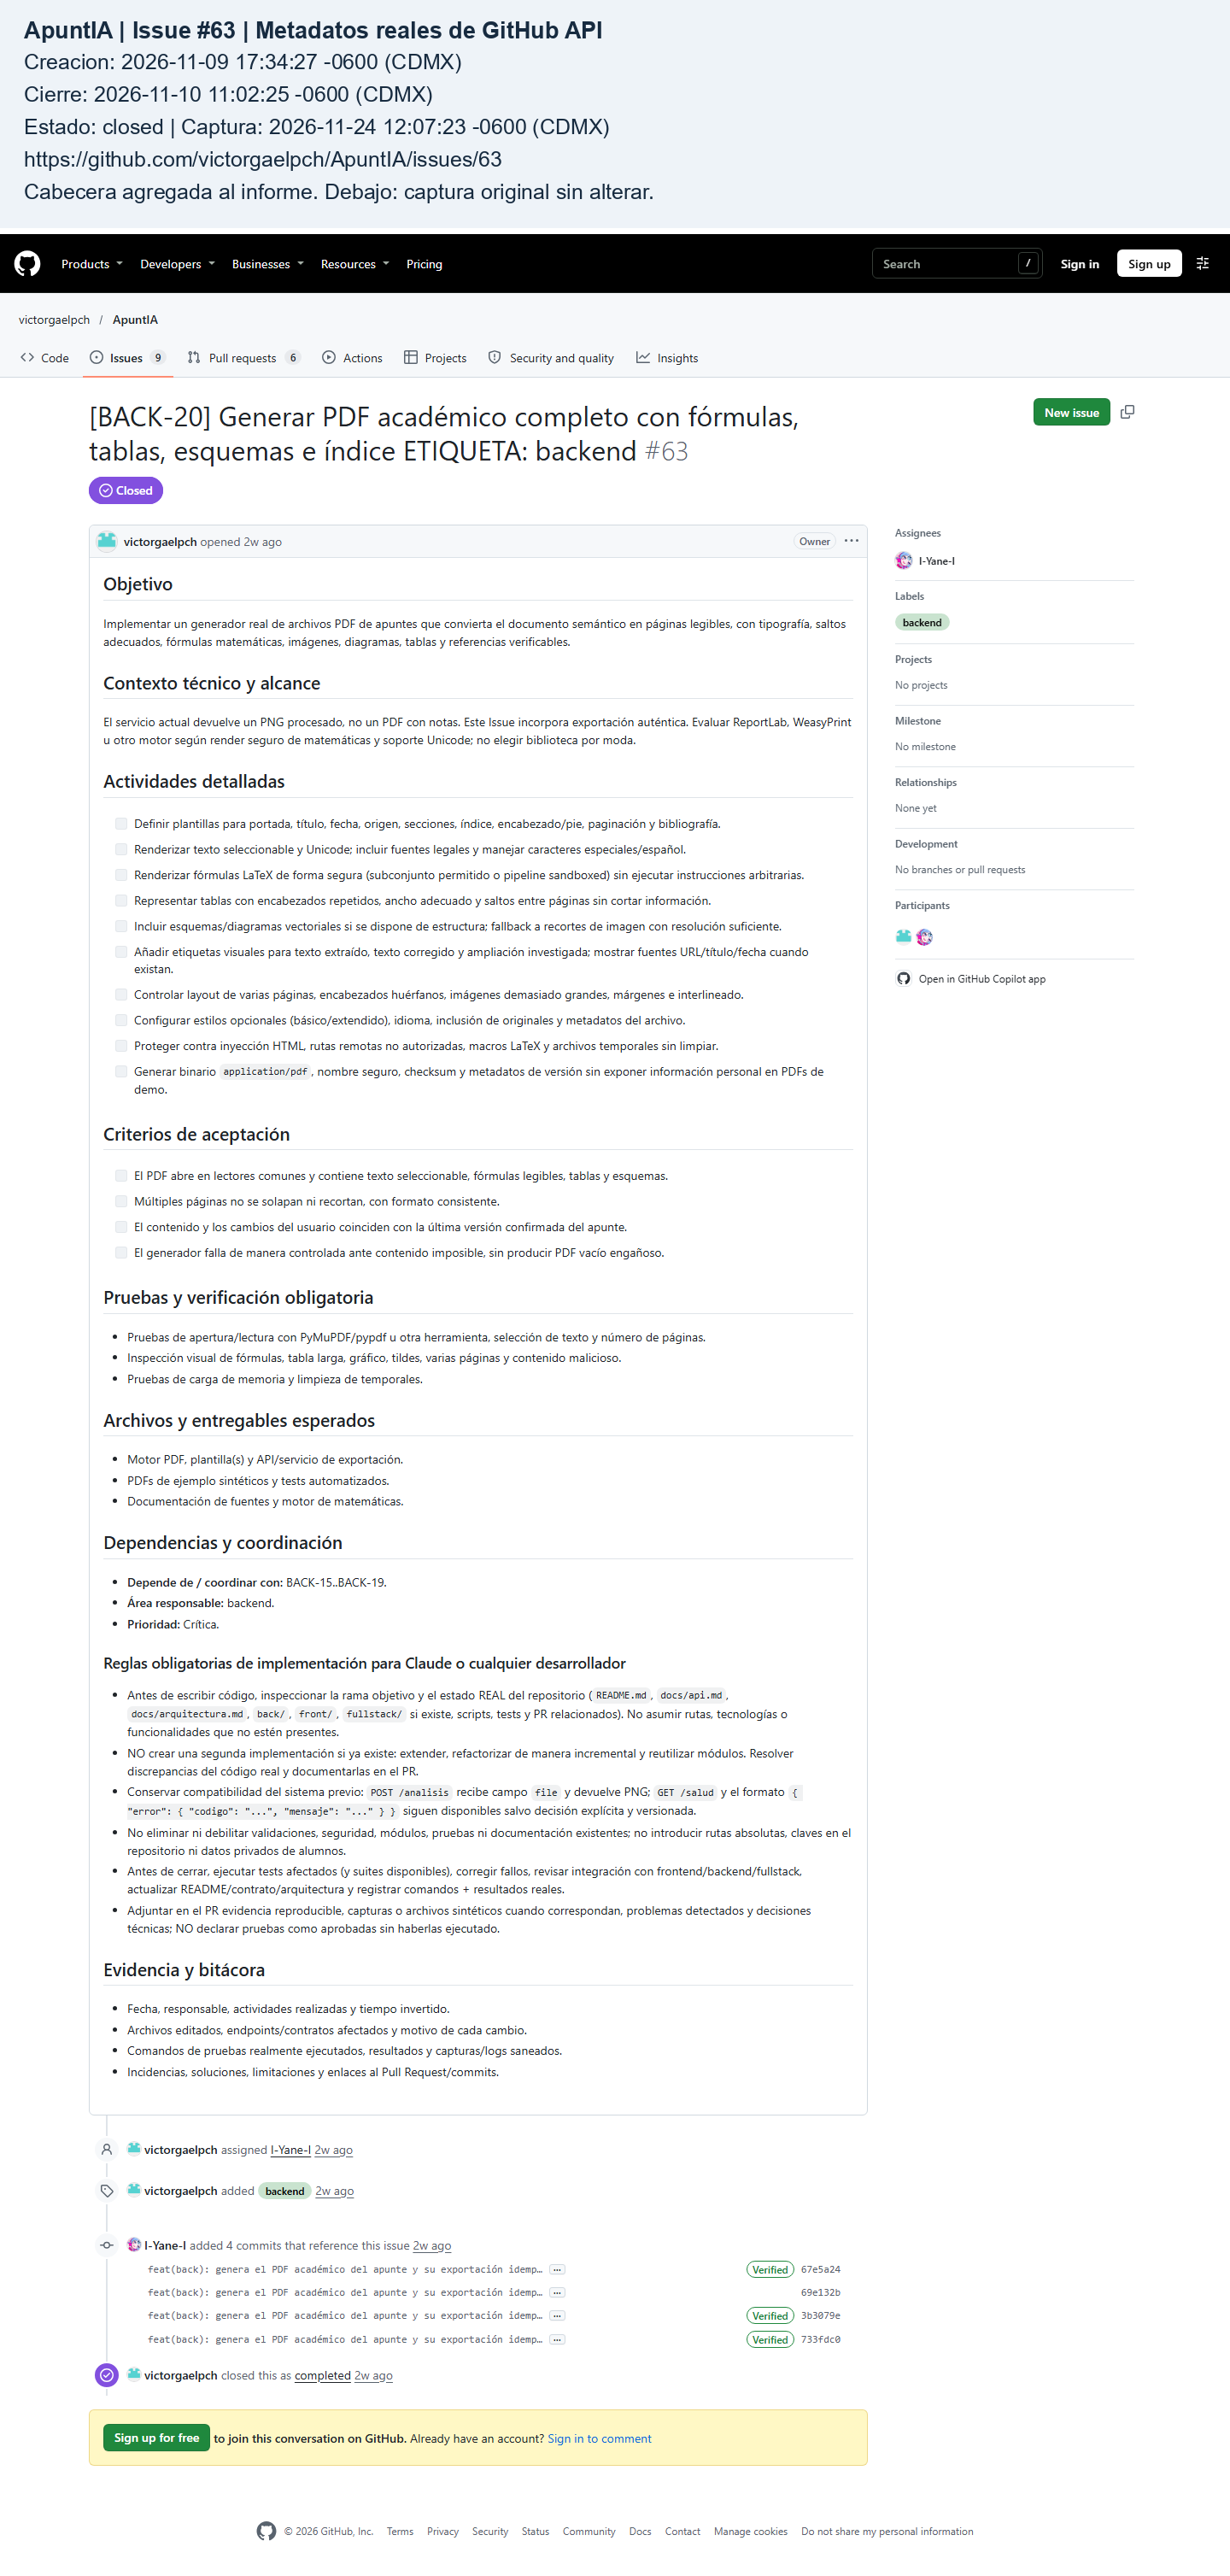 ApuntIA | Issue #63 | Metadatos reales de GitHub API
Creacion: 2026-11-09 17:34:27 -0600 (CDMX)
Cierre: 2026-11-10 11:02:25 -0600 (CDMX)
Estado: closed | Captura: 2026-11-24 12:07:23 -0600 (CDMX)
https://github.com/victorgaelpch/ApuntIA/issues/63
Cabecera agregada al informe. Debajo: captura original sin alterar.
Products Developers Businesses Resources Pricing Search / Sign in Sign up
victorgaelpch / ApuntIA
Code Issues 9 Pull requests 6 Actions Projects Security and quality Insights
[BACK-20] Generar PDF académico completo con fórmulas,
tablas, esquemas e índice ETIQUETA: backend #63
New issue
Closed
victorgaelpch opened 2w ago Owner ...
Objetivo
Implementar un generador real de archivos PDF de apuntes que convierta el documento semántico en páginas legibles, con tipografía, saltos
adecuados, fórmulas matemáticas, imágenes, diagramas, tablas y referencias verificables.
Contexto técnico y alcance
El servicio actual devuelve un PNG procesado, no un PDF con notas. Este Issue incorpora exportación auténtica. Evaluar ReportLab, WeasyPrint
u otro motor según render seguro de matemáticas y soporte Unicode; no elegir biblioteca por moda.
Actividades detalladas
Definir plantillas para portada, título, fecha, origen, secciones, índice, encabezado/pie, paginación y bibliografía.
Renderizar texto seleccionable y Unicode; incluir fuentes legales y manejar caracteres especiales/español.
Renderizar fórmulas LaTeX de forma segura (subconjunto permitido o pipeline sandboxed) sin ejecutar instrucciones arbitrarias.
Representar tablas con encabezados repetidos, ancho adecuado y saltos entre páginas sin cortar información.
Incluir esquemas/diagramas vectoriales si se dispone de estructura; fallback a recortes de imagen con resolución suficiente.
Añadir etiquetas visuales para texto extraído, texto corregido y ampliación investigada; mostrar fuentes URL/título/fecha cuando
existan.
Controlar layout de varias páginas, encabezados huérfanos, imágenes demasiado grandes, márgenes e interlineado.
Configurar estilos opcionales (básico/extendido), idioma, inclusión de originales y metadatos del archivo.
Proteger contra inyección HTML, rutas remotas no autorizadas, macros LaTeX y archivos temporales sin limpiar.
Generar binario application/pdf, nombre seguro, checksum y metadatos de versión sin exponer información personal en PDFs de
demo.
Criterios de aceptación
El PDF abre en lectores comunes y contiene texto seleccionable, fórmulas legibles, tablas y esquemas.
Múltiples páginas no se solapan ni recortan, con formato consistente.
El contenido y los cambios del usuario coinciden con la última versión confirmada del apunte.
El generador falla de manera controlada ante contenido imposible, sin producir PDF vacío engañoso.
Pruebas y verificación obligatoria
Pruebas de apertura/lectura con PyMuPDF/pypdf u otra herramienta, selección de texto y número de páginas.
Inspección visual de fórmulas, tabla larga, gráfico, tildes, varias páginas y contenido malicioso.
Pruebas de carga de memoria y limpieza de temporales.
Archivos y entregables esperados
Motor PDF, plantilla(s) y API/servicio de exportación.
PDFs de ejemplo sintéticos y tests automatizados.
Documentación de fuentes y motor de matemáticas.
Dependencias y coordinación
Depende de / coordinar con: BACK-15..BACK-19.
Área responsable: backend.
Prioridad: Crítica.
Reglas obligatorias de implementación para Claude o cualquier desarrollador
Antes de escribir código, inspeccionar la rama objetivo y el estado REAL del repositorio (README.md, docs/api.md,
docs/arquitectura.md, back/, front/, fullstack/ si existe, scripts, tests y PR relacionados). No asumir rutas, tecnologías o
funcionalidades que no estén presentes.
NO crear una segunda implementación si ya existe: extender, refactorizar de manera incremental y reutilizar módulos. Resolver
discrepancias del código real y documentarlas en el PR.
Conservar compatibilidad del sistema previo: POST /analisis recibe campo file y devuelve PNG; GET /salud y el formato {
"error": { "codigo": "...", "mensaje": "..." } } siguen disponibles salvo decisión explícita y versionada.
No eliminar ni debilitar validaciones, seguridad, módulos, pruebas ni documentación existentes; no introducir rutas absolutas, claves en el
repositorio ni datos privados de alumnos.
Antes de cerrar, ejecutar tests afectados (y suites disponibles), corregir fallos, revisar integración con frontend/backend/fullstack,
actualizar README/contrato/arquitectura y registrar comandos + resultados reales.
Adjuntar en el PR evidencia reproducible, capturas o archivos sintéticos cuando correspondan, problemas detectados y decisiones
técnicas; NO declarar pruebas como aprobadas sin haberlas ejecutado.
Evidencia y bitácora
Fecha, responsable, actividades realizadas y tiempo invertido.
Archivos editados, endpoints/contratos afectados y motivo de cada cambio.
Comandos de pruebas realmente ejecutados, resultados y capturas/logs saneados.
Incidencias, soluciones, limitaciones y enlaces al Pull Request/commits.
Assignees
I-Yane-I
Labels
backend
Projects
No projects
Milestone
No milestone
Relationships
None yet
Development
No branches or pull requests
Participants
Open in GitHub Copilot app
victorgaelpch assigned I-Yane-I 2w ago
victorgaelpch added backend 2w ago
I-Yane-I added 4 commits that reference this issue 2w ago
feat(back): genera el PDF académico del apunte y su exportación idemp… ... Verified 67e5a24
feat(back): genera el PDF académico del apunte y su exportación idemp… ... 69e132b
feat(back): genera el PDF académico del apunte y su exportación idemp… ... Verified 3b3079e
feat(back): genera el PDF académico del apunte y su exportación idemp… ... Verified 733fdc0
victorgaelpch closed this as completed 2w ago
Sign up for free to join this conversation on GitHub. Already have an account? Sign in to comment
© 2026 GitHub, Inc. Terms Privacy Security Status Community Docs Contact Manage cookies Do not share my personal information